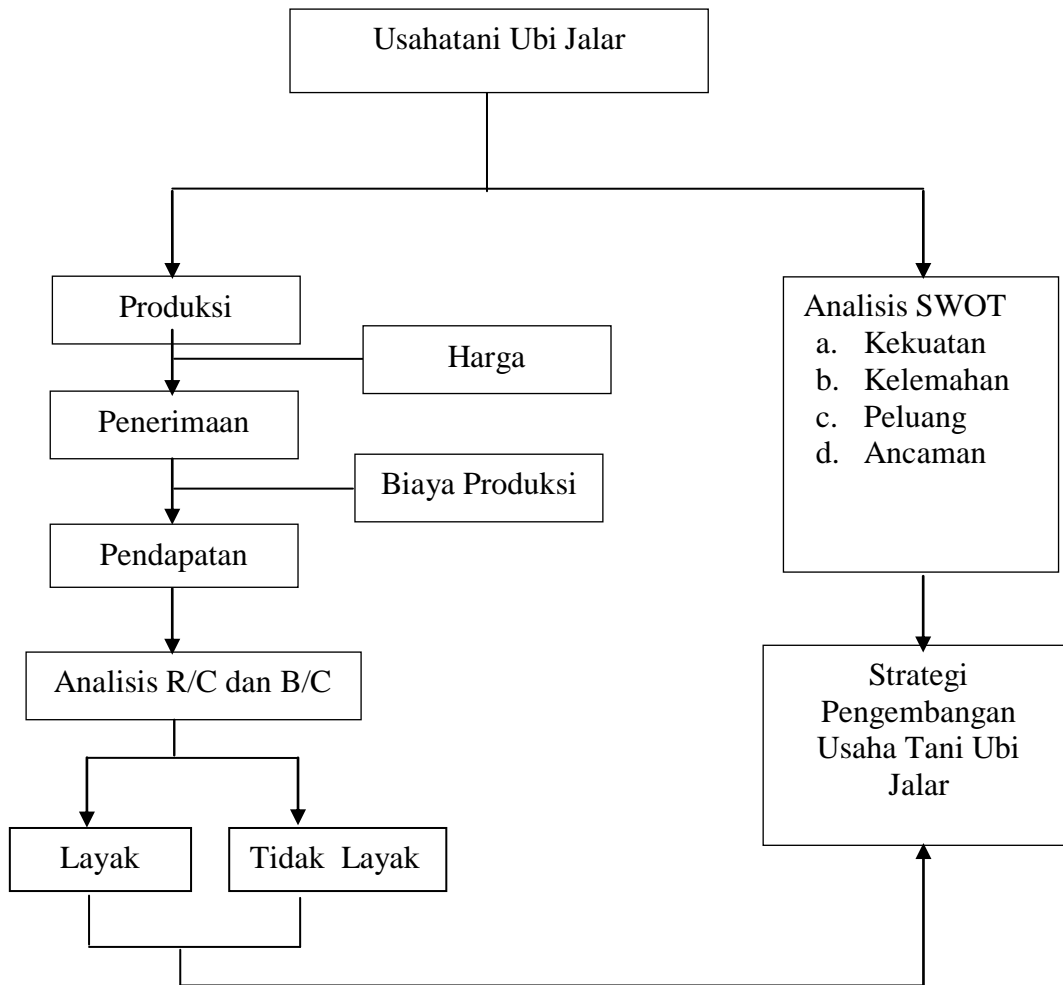 Usahatani Ubi Jalar
Produksi
Harga
Penerimaan
Biaya Produksi
Pendapatan
Analisis R/C dan B/C
Layak
Tidak  Layak
Analisis SWOT
a. Kekuatan
b. Kelemahan
c. Peluang
d. Ancaman
Strategi
Pengembangan
Usaha Tani Ubi
Jalar